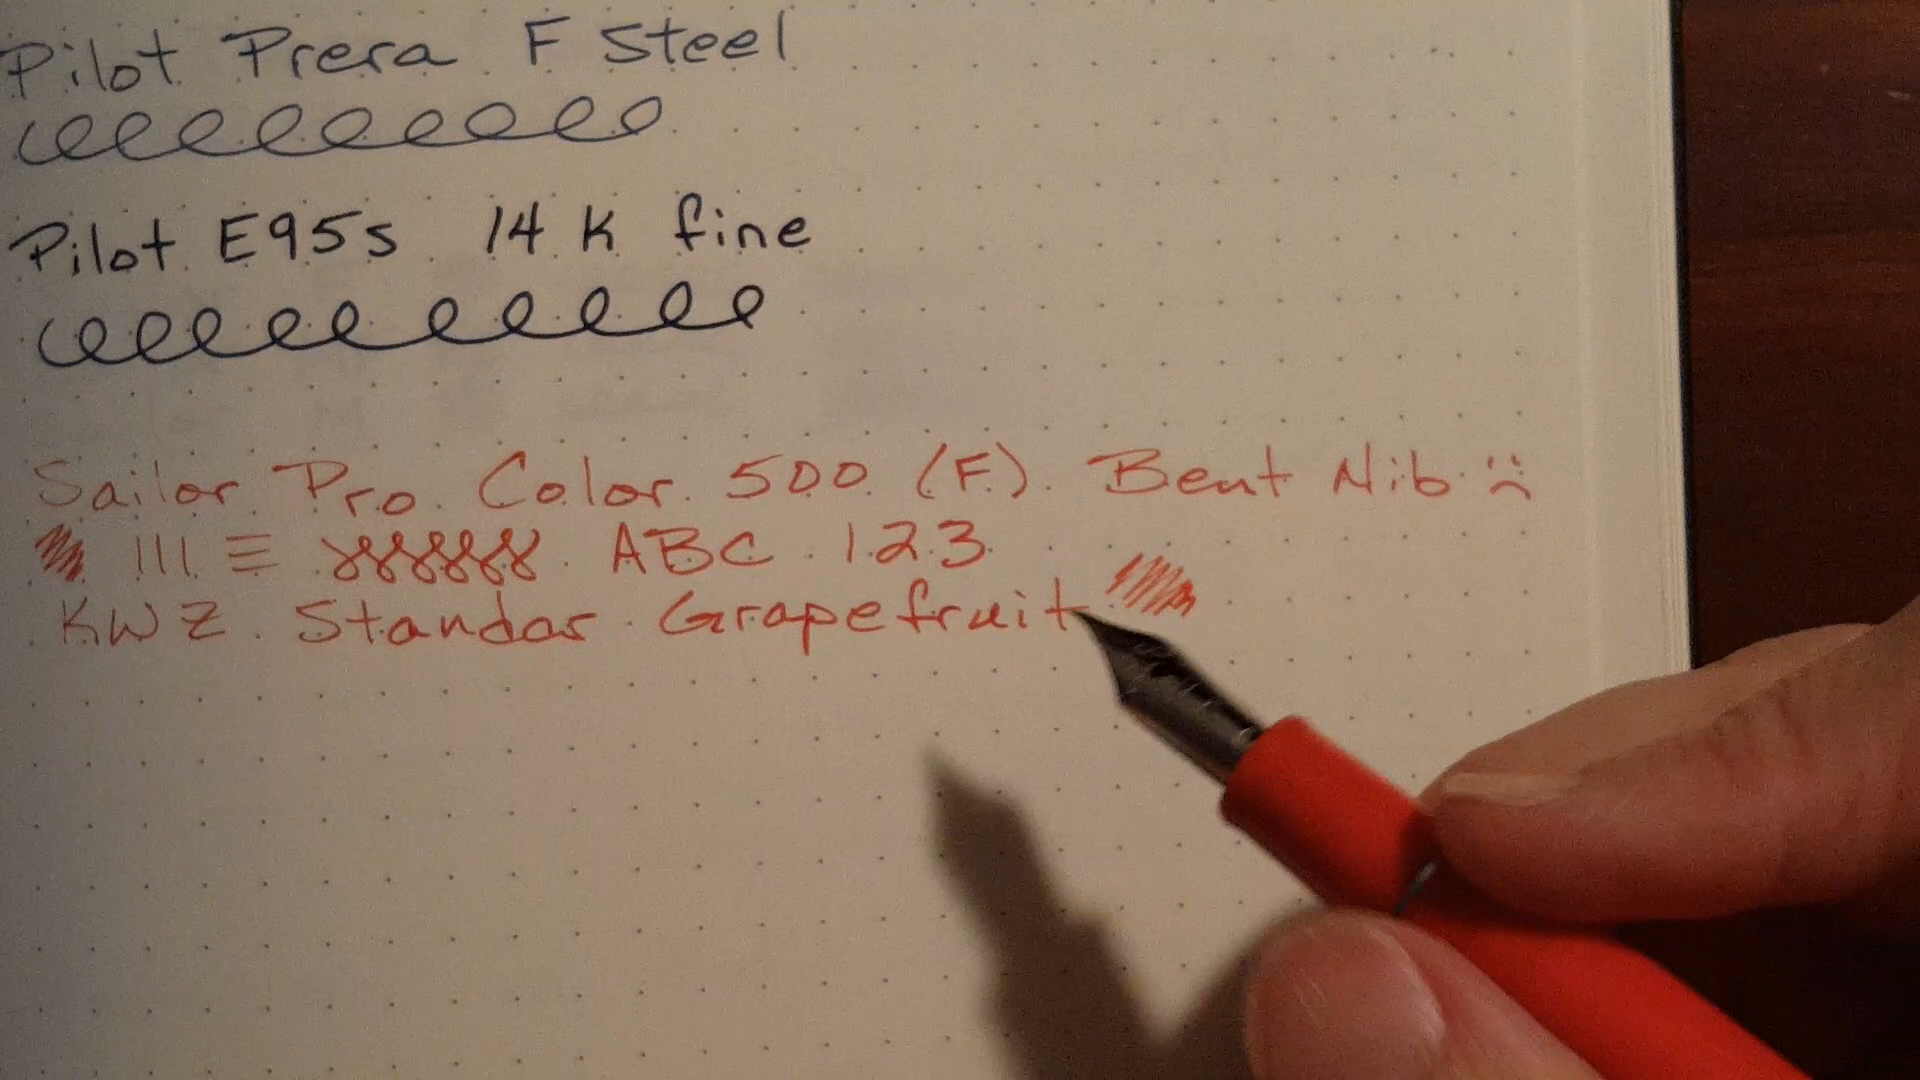 Pilot Prera F Steel
Pilot E95s 14 K fine
Sailor Pro Color 500 (F) Bent Nib :(
ABC 123
KWZ Standar Grapefruit